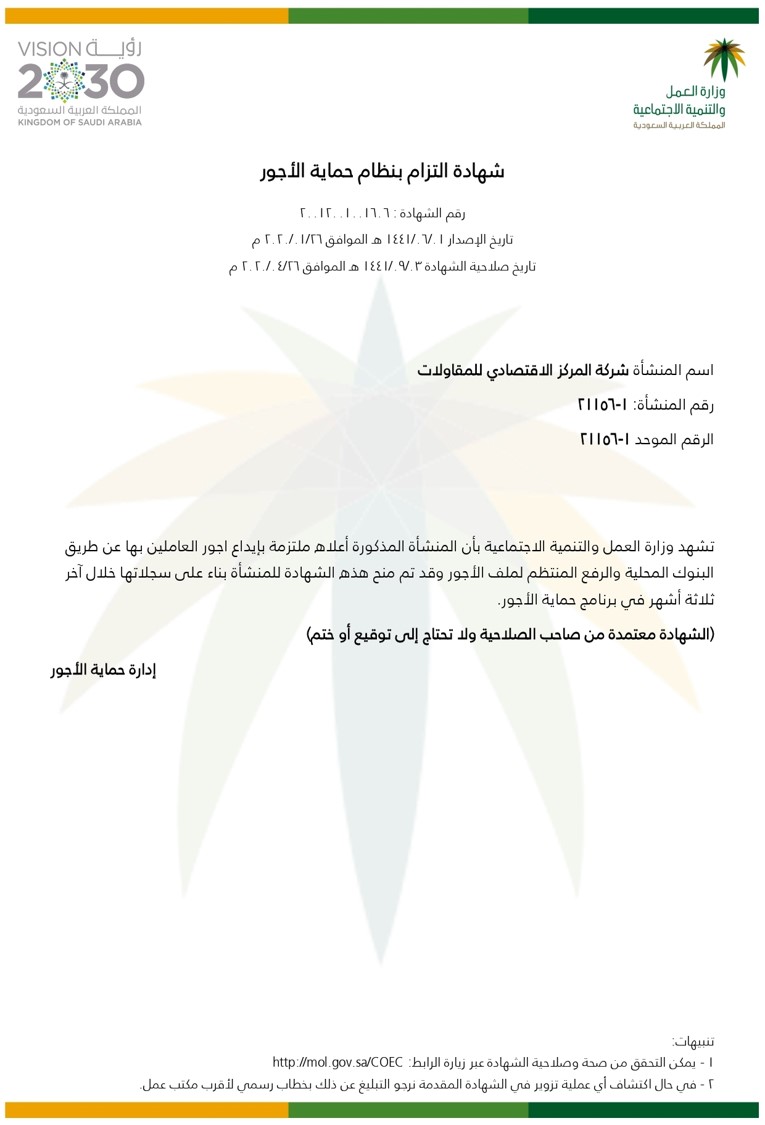 VISION رؤيـــة
2030
المملكة العربية السعودية
KINGDOM OF SAUDI ARABIA
وزارة العمل
والتنمية الاجتماعية
المملكة العربية السعودية
شهادة التزام بنظام حماية الأجور
رقم الشهادة : ٢٠٠١٢٠٠١٠٠١٦٠٦
تاريخ الإصدار ١٤٤١/٠٦/٠١ هـ الموافق ٢٠٢٠/٠١/٢٦ م
تاريخ صلاحية الشهادة ١٤٤١/٠٩/٠٣ هـ الموافق ٢٠٢٠/٠٤/٢٦ م
اسم المنشأة شركة المركز الاقتصادي للمقاولات
رقم المنشأة: ١-٢١١٥٦
الرقم الموحد ١-٢١١٥٦
تشهد وزارة العمل والتنمية الاجتماعية بأن المنشأة المذكورة أعلاه ملتزمة بإيداع اجور العاملين بها عن طريق
البنوك المحلية والرفع المنتظم لملف الأجور وقد تم منح هذه الشهادة للمنشأة بناء على سجلاتها خلال آخر
ثلاثة أشهر في برنامج حماية الأجور.
(الشهادة معتمدة من صاحب الصلاحية ولا تحتاج إلى توقيع أو ختم)
إدارة حماية الأجور
تنبيهات:
١ - يمكن التحقق من صحة وصلاحية الشهادة عبر زيارة الرابط: http://mol.gov.sa/COEC
٢ - في حال اكتشاف أي عملية تزوير في الشهادة المقدمة نرجو التبليغ عن ذلك بخطاب رسمي لأقرب مكتب عمل.